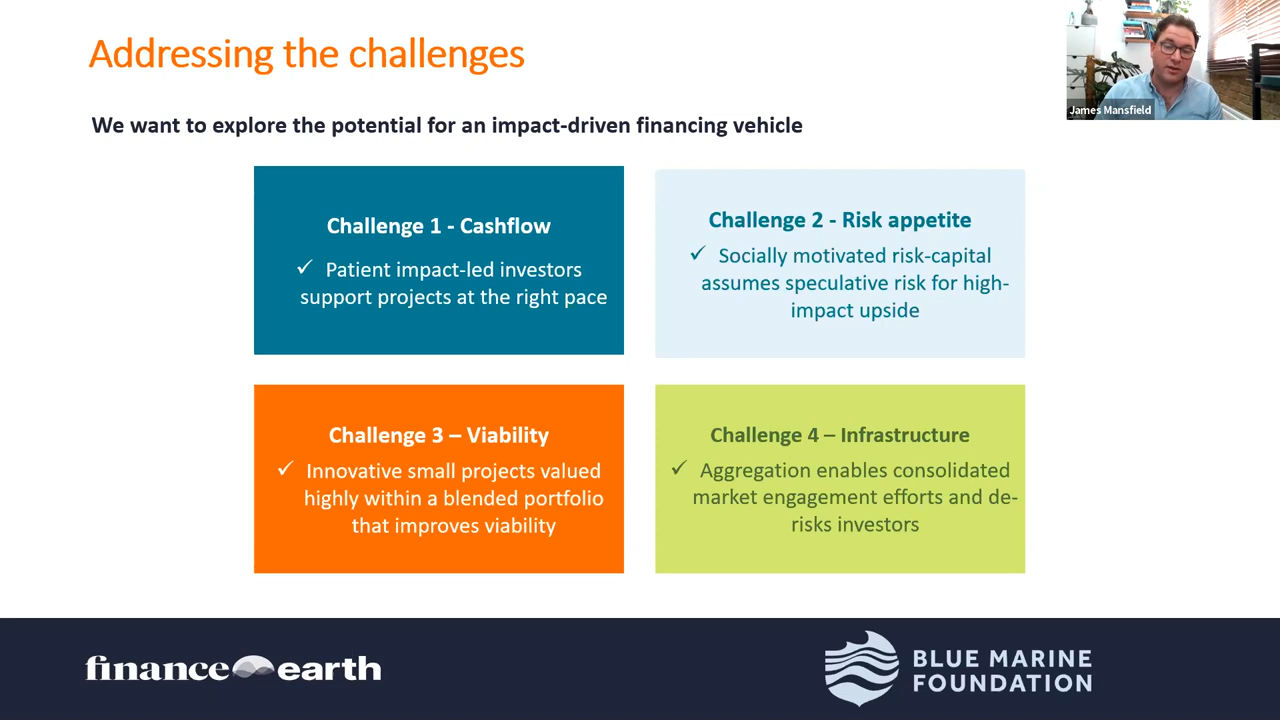 Addressing the challenges
James Mansfield
We want to explore the potential for an impact-driven financing vehicle
Challenge 1 - Cashflow
✓ Patient impact-led investors
support projects at the right pace
Challenge 2 - Risk appetite
✓ Socially motivated risk-capital
assumes speculative risk for high-
impact upside
Challenge 3 – Viability
✓ Innovative small projects valued
highly within a blended portfolio
that improves viability
Challenge 4 – Infrastructure
✓ Aggregation enables consolidated
market engagement efforts and de-
risks investors
finance earth
BLUE MARINE
FOUNDATION